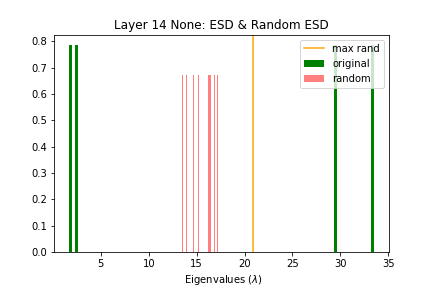 Layer 14 None: ESD & Random ESD
0.8
0.7
0.6
0.5
0.4
0.3
0.2
0.1
0.0
max rand
original
random
5 10 15 20 25 30 35
Eigenvalues (λ)